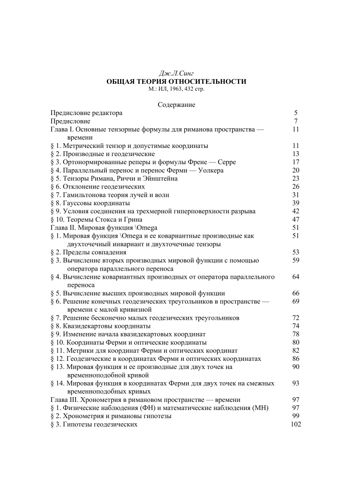 Дж.Л.Синг
ОБЩАЯ ТЕОРИЯ ОТНОСИТЕЛЬНОСТИ
М.: ИЛ, 1963, 432 стр.
Содержание
Предисловие редактора 5
Предисловие 7
Глава I. Основные тензорные формулы для риманова пространства — 11
времени
§ 1. Метрический тензор и допустимые координаты 11
§ 2. Производные и геодезические 13
§ 3. Ортонормированные реперы и формулы Френе — Серре 17
§ 4. Параллельный перенос и перенос Ферми — Уолкера 20
§ 5. Тензоры Римана, Риччи и Эйнштейна 23
§ 6. Отклонение геодезических 26
§ 7. Гамильтонова теория лучей и волн 31
§ 8. Гауссовы координаты 39
§ 9. Условия соединения на трехмерной гиперповерхности разрыва 42
§ 10. Теоремы Стокса и Грина 47
Глава II. Мировая функция \Omega 51
§ 1. Мировая функция \Omega и ее ковариантные производные как 51
двухточечный инвариант и двухточечные тензоры
§ 2. Пределы совпадения 53
§ 3. Вычисление вторых производных мировой функции с помощью 59
оператора параллельного переноса
§ 4. Вычисление ковариантных производных от оператора параллельного 64
переноса
§ 5. Вычисление высших производных мировой функции 66
§ 6. Решение конечных геодезических треугольников в пространстве — 69
времени с малой кривизной
§ 7. Решение бесконечно малых геодезических треугольников 72
§ 8. Квазидекартовы координаты 74
§ 9. Изменение начала квазидекартовых координат 78
§ 10. Координаты Ферми и оптические координаты 80
§ 11. Метрики для координат Ферми и оптических координат 82
§ 12. Геодезические в координатах Ферми и оптических координатах 86
§ 13. Мировая функция и ее производные для двух точек на 90
времениподобной кривой
§ 14. Мировая функция в координатах Ферми для двух точек на смежных 93
времениподобных кривых
Глава III. Хронометрия в римановом пространстве — времени 97
§ 1. Физические наблюдения (ФН) и математические наблюдения (МН) 97
§ 2. Хронометрия и римановы гипотезы 99
§ 3. Гипотезы геодезических 102